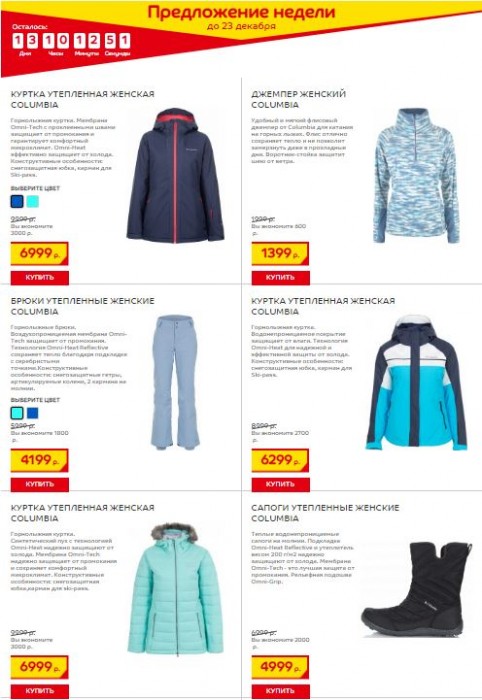 Предложение недели
до 23 декабря
Осталось:
13 10 12 51
Дни Часы Минуты Секунды
КУРТКА УТЕПЛЕННАЯ ЖЕНСКАЯ
COLUMBIA
Горнолыжная куртка. Мембрана
Omni-Tech с проклеенными швами
защищает от промокания и
гарантирует комфортный
микроклимат. Omni-Heat
эффективно защищает от холода.
Конструктивные особенности:
снегозащитная юбка, карман для
Ski-pass.
ВЫБЕРИТЕ ЦВЕТ
9999 р.
Вы экономите
3000 р.
6999 р.
КУПИТЬ
ДЖЕМПЕР ЖЕНСКИЙ
COLUMBIA
Удобный и мягкий флисовый
джемпер от Columbia для катания
на горных лыжах. Флис отлично
сохраняет тепло и не позволит
замерзнуть даже в прохладные
дни. Воротник-стойка защитит
шею от ветра.
1999 р.
Вы экономите 600
р.
1399 р.
КУПИТЬ
БРЮКИ УТЕПЛЕННЫЕ ЖЕНСКИЕ
COLUMBIA
Горнолыжные брюки.
Воздухопроницаемая мембрана Omni-
Tech защищает от промокания.
Технология Omni-Heat Reflective
сохраняет тепло благодаря подкладке
с серебристыми
точками.Конструктивные
особенности: снегозащитные гетры,
артикулируемые колени, 2 кармана на
молнии.
ВЫБЕРИТЕ ЦВЕТ
5999 р.
Вы экономите 1800
р.
4199 р.
КУПИТЬ
КУРТКА УТЕПЛЕННАЯ ЖЕНСКАЯ
COLUMBIA
Горнолыжная куртка.
Водонепроницаемое покрытие
защищает от влаги. Технология
Omni-Heat для надежной и
эффективной защиты от холода.
Конструктивные особенности:
снегозащитная юбка, карман для
Ski-pass.
8999 р.
Вы экономите 2700
р.
6299 р.
КУПИТЬ
КУРТКА УТЕПЛЕННАЯ ЖЕНСКАЯ
COLUMBIA
Горнолыжная куртка.
Синтетический пух с технологией
Omni-Heat надежно защищают от
холода. Мембрана Omni-Tech
надежно защищает от промокания
и сохраняет комфортный
микроклимат. Конструктивные
особенности: снегозащитная
юбка,карман для ski-pass.
9999 р.
Вы экономите
3000 р.
6999 р.
КУПИТЬ
САПОГИ УТЕПЛЕННЫЕ ЖЕНСКИЕ
COLUMBIA
Теплые водонепроницаемые
сапоги на молнии. Подкладка
Omni-Heat Reflective и утеплитель
весом 200 г/м2 надежно
защищают от холода. Мембрана
Omni-Tech - это лучшая защита от
промокания. Рельефная подошва
Omni-Grip.
6999 р.
Вы экономите 2000
р.
4999 р.
КУПИТЬ